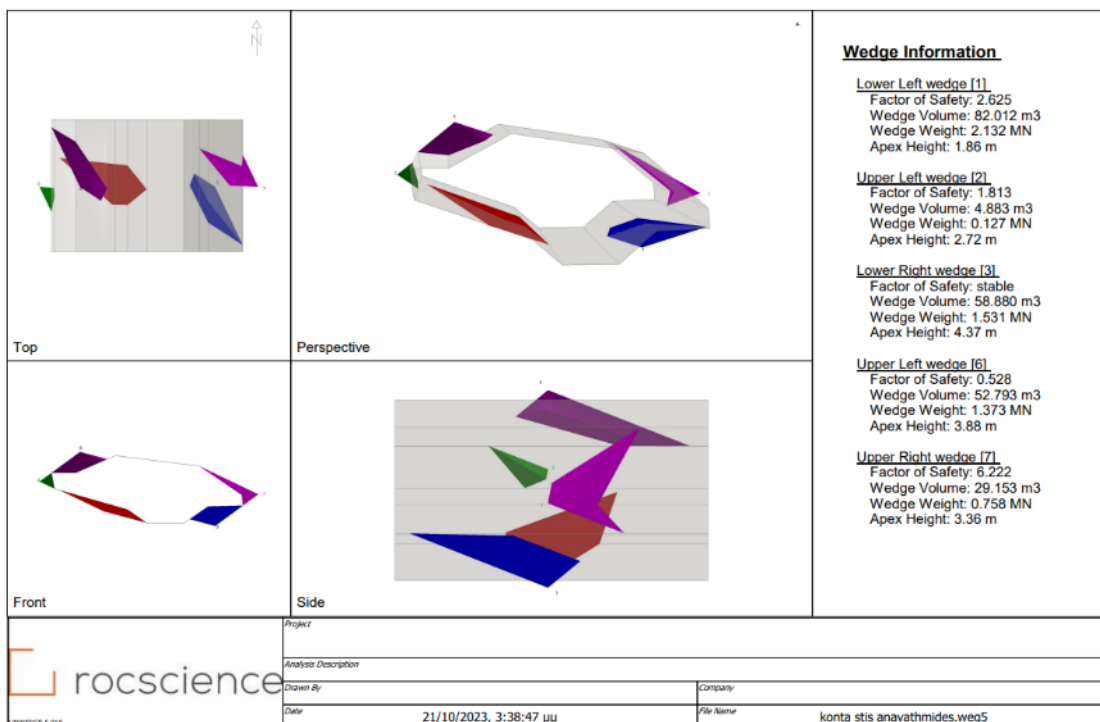 N
Top
Perspective
Front
Side
Wedge Information
Lower Left wedge [1]
Factor of Safety: 2.625
Wedge Volume: 82.012 m3
Wedge Weight: 2.132 MN
Apex Height: 1.86 m
Upper Left wedge [2]
Factor of Safety: 1.813
Wedge Volume: 4.883 m3
Wedge Weight: 0.127 MN
Apex Height: 2.72 m
Lower Right wedge [3]
Factor of Safety: stable
Wedge Volume: 58.880 m3
Wedge Weight: 1.531 MN
Apex Height: 4.37 m
Upper Left wedge [6]
Factor of Safety: 0.528
Wedge Volume: 52.793 m3
Wedge Weight: 1.373 MN
Apex Height: 3.88 m
Upper Right wedge [7]
Factor of Safety: 6.222
Wedge Volume: 29.153 m3
Wedge Weight: 0.758 MN
Apex Height: 3.36 m
rocscience
Project
Analysis Description
Drawn By
Company
Date
21/10/2023, 3:38:47 μμ
File Name
konta stis anavathmides.weg5